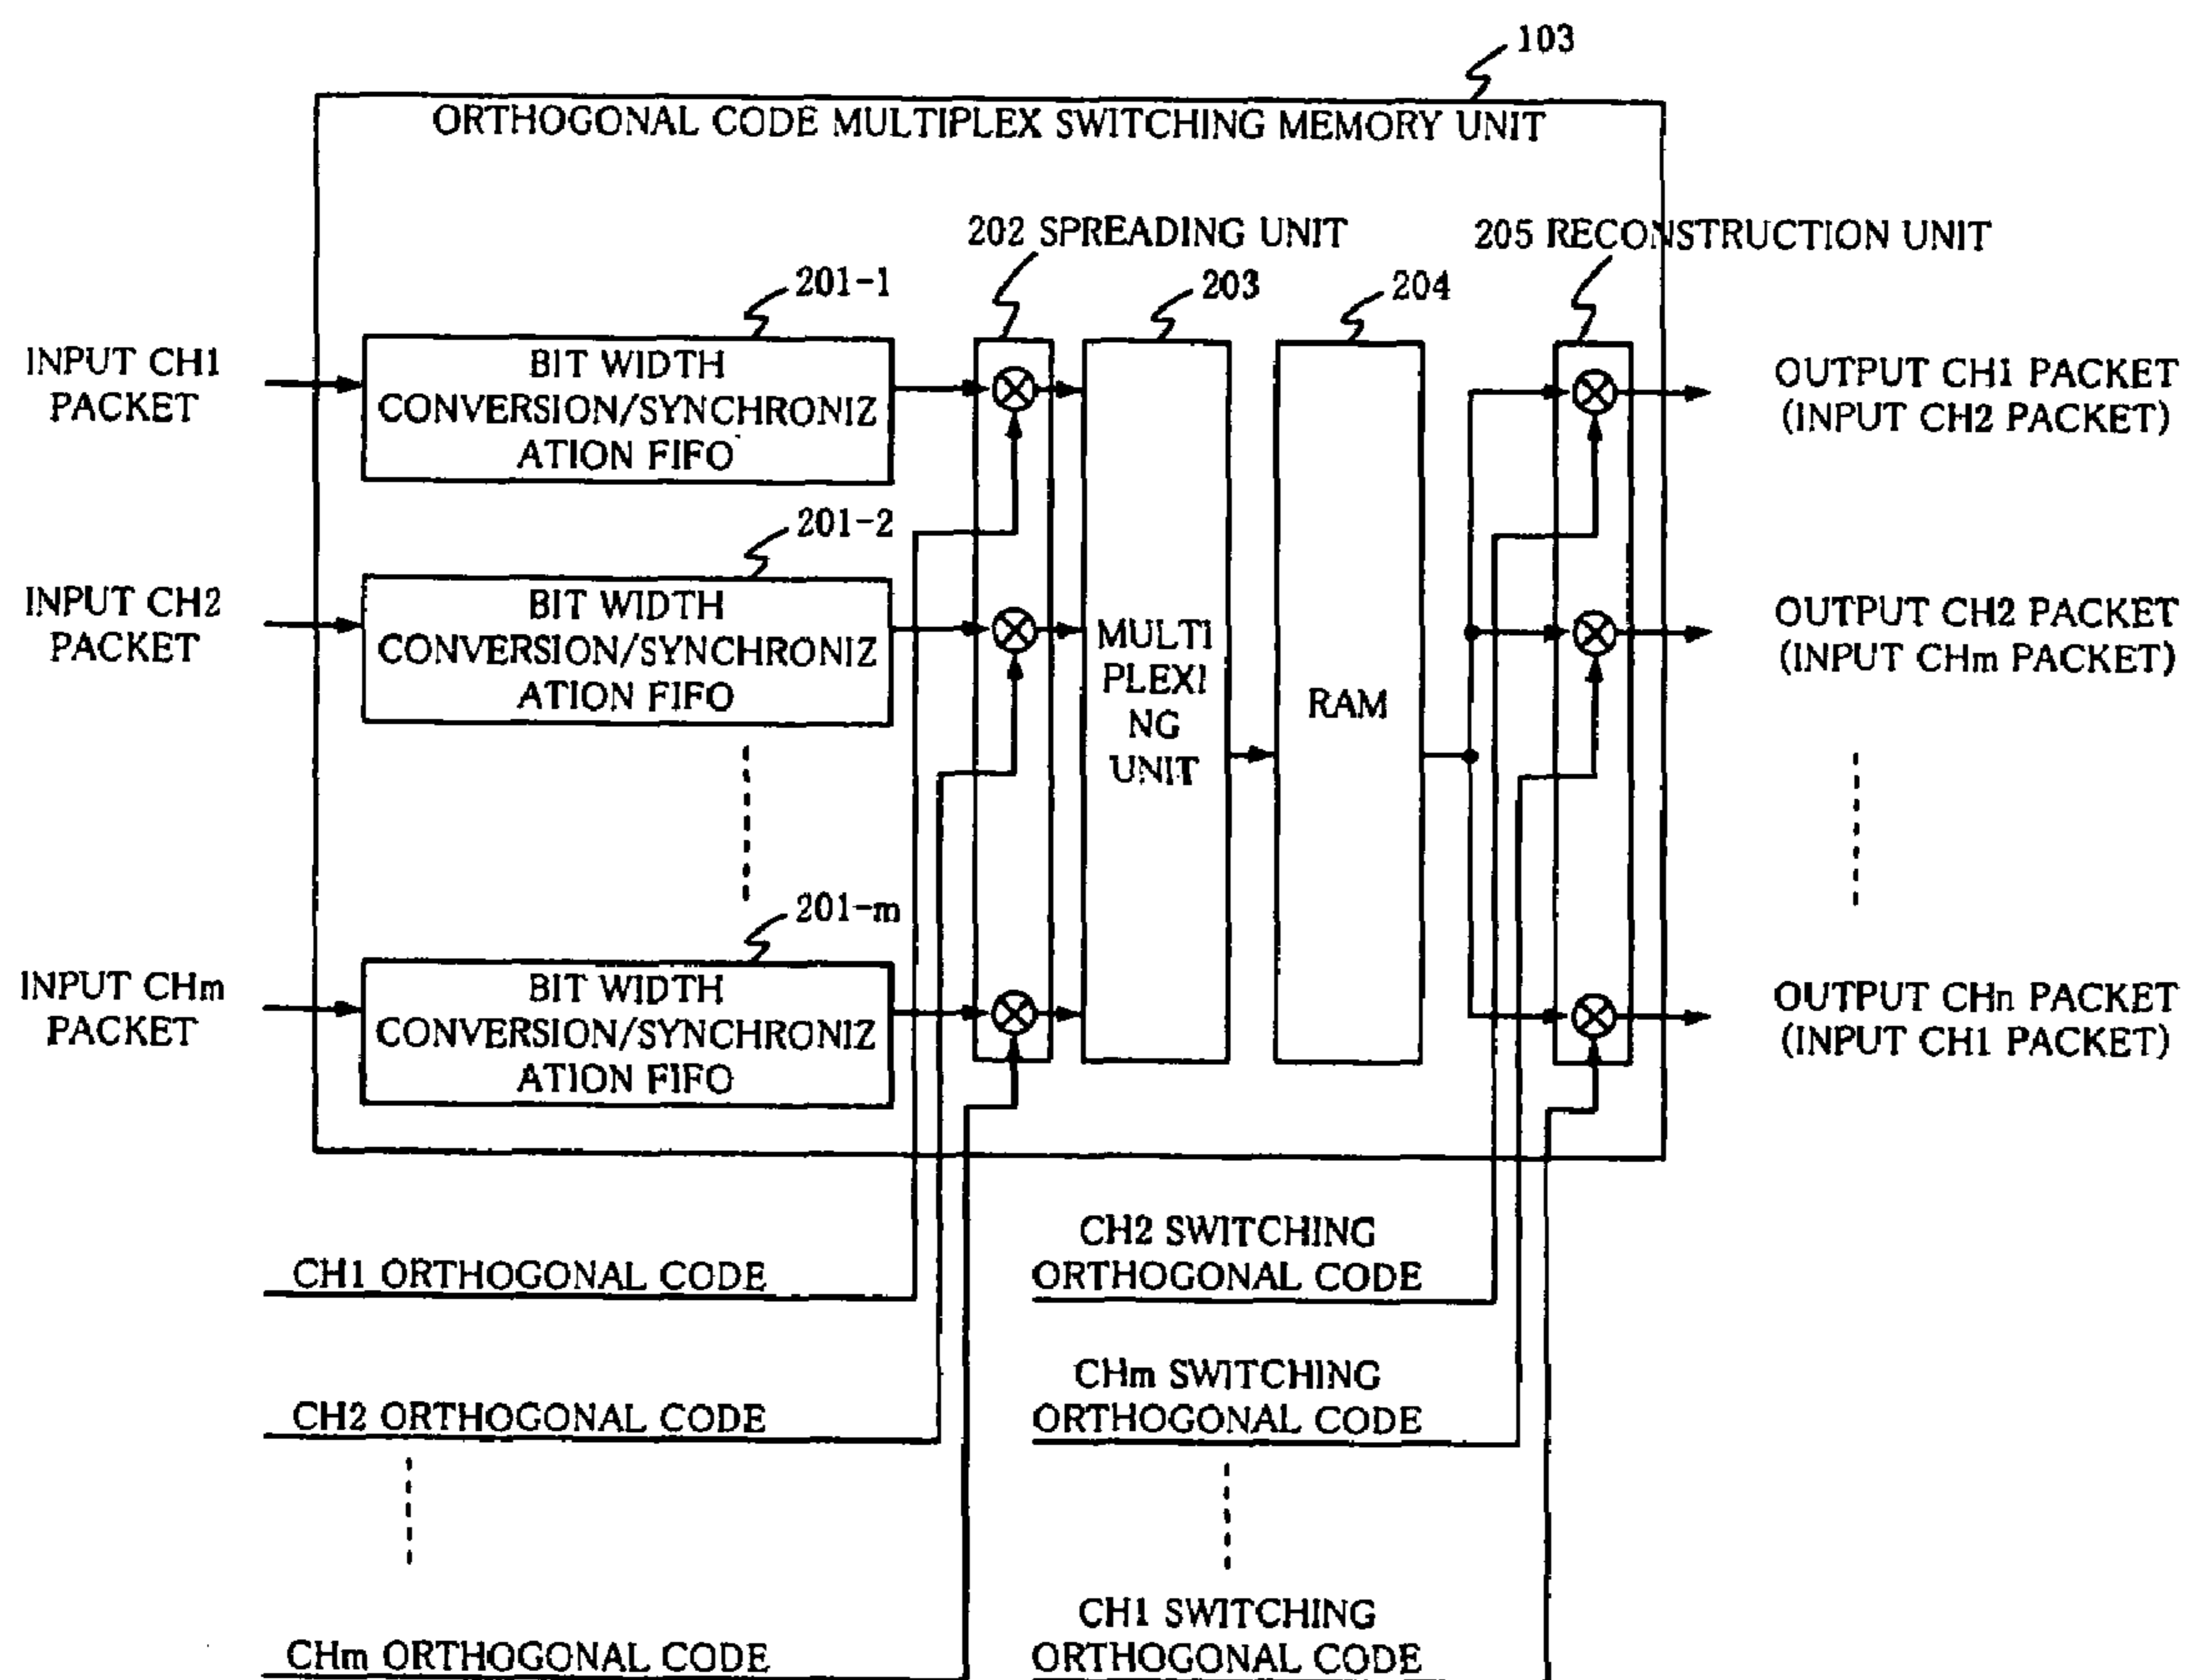 103
ORTHOGONAL CODE MULTIPLEX SWITCHING MEMORY UNIT
202 SPREADING UNIT
205 RECONSTRUCTION UNIT
201-1
203
204
INPUT CH1
PACKET
BIT WIDTH
CONVERSION/SYNCHRONIZ
ATION FIFO
OUTPUT CH1 PACKET
(INPUT CH2 PACKET)
201-2
INPUT CH2
PACKET
BIT WIDTH
CONVERSION/SYNCHRONIZ
ATION FIFO
MULTI
PLEXI
NG
UNIT
RAM
OUTPUT CH2 PACKET
(INPUT CHm PACKET)
201-m
INPUT CHm
PACKET
BIT WIDTH
CONVERSION/SYNCHRONIZ
ATION FIFO
OUTPUT CHn PACKET
(INPUT CH1 PACKET)
CH1 ORTHOGONAL CODE
CH2 SWITCHING
ORTHOGONAL CODE
CH2 ORTHOGONAL CODE
CHm SWITCHING
ORTHOGONAL CODE
CHm ORTHOGONAL CODE
CH1 SWITCHING
ORTHOGONAL CODE